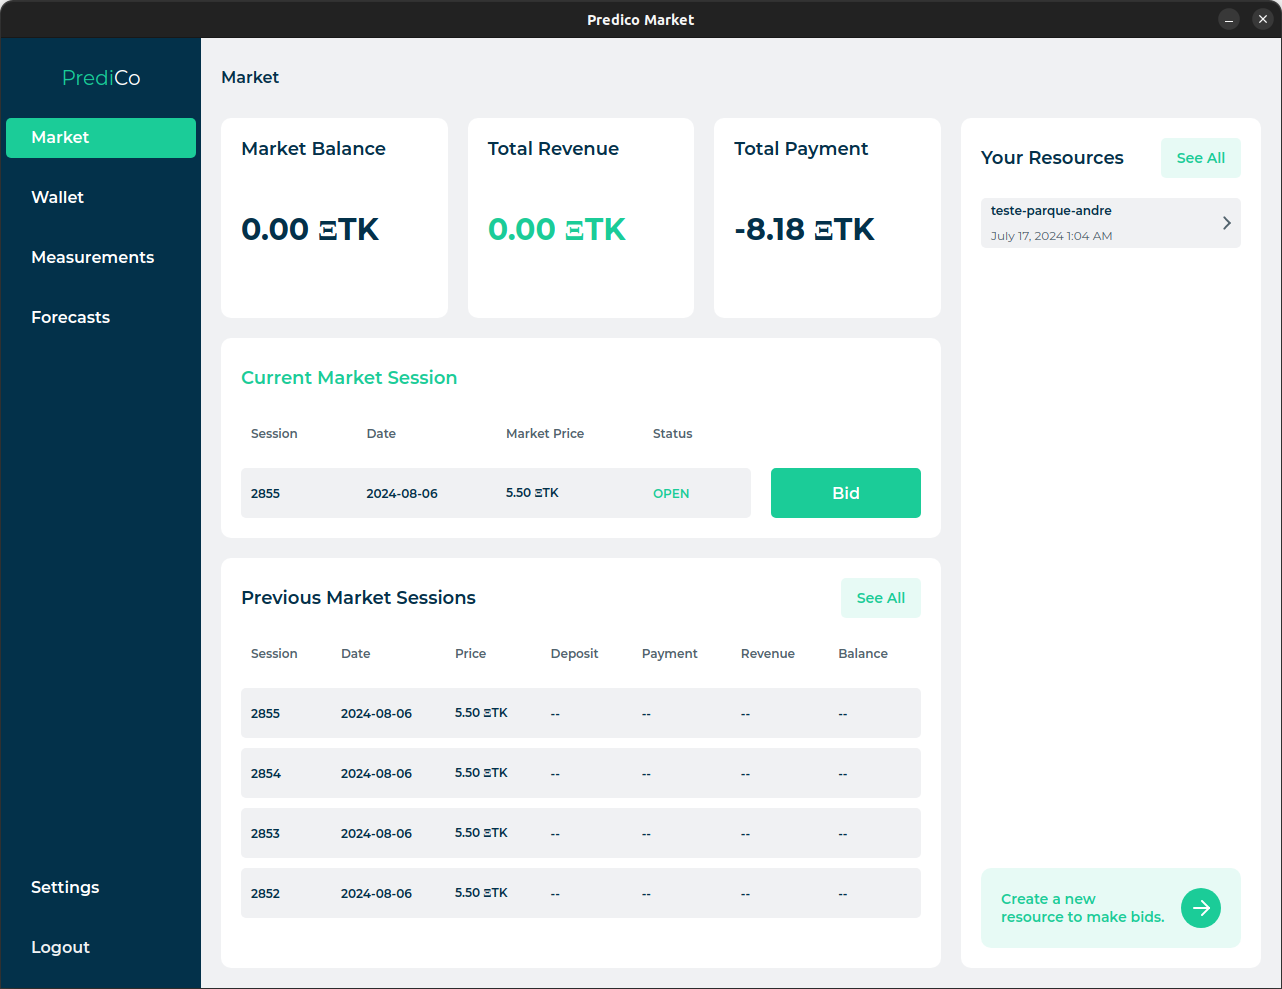 Predico Market
PrediCo
Market
Wallet
Measurements
Forecasts
Settings
Logout
Market
Market Balance
0.00 ΞTK
Total Revenue
0.00 ΞTK
Total Payment
-8.18 ΞTK
Current Market Session
Session Date Market Price Status
2855 2024-08-06 5.50 ΞTK OPEN
Bid
Previous Market Sessions
See All
Session Date Price Deposit Payment Revenue Balance
2855 2024-08-06 5.50 ΞTK -- -- -- --
2854 2024-08-06 5.50 ΞTK -- -- -- --
2853 2024-08-06 5.50 ΞTK -- -- -- --
2852 2024-08-06 5.50 ΞTK -- -- -- --
Your Resources
See All
teste-parque-andre
July 17, 2024 1:04 AM
Create a new
resource to make bids.